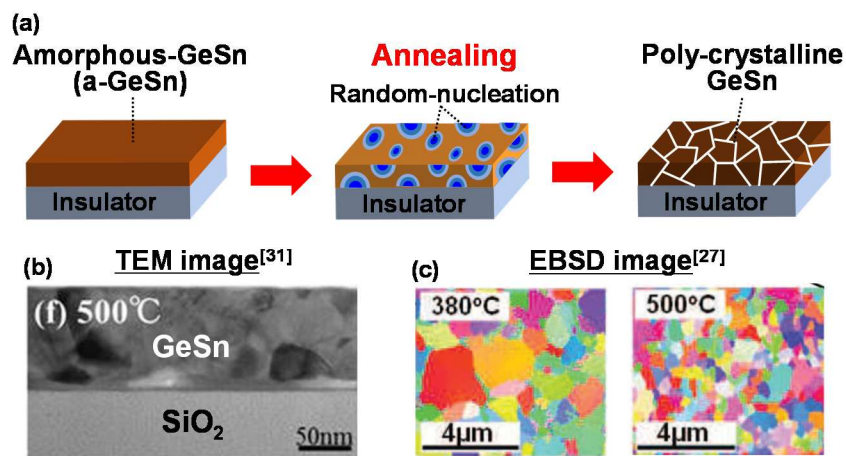 (a)
Amorphous-GeSn
(a-GeSn)
Annealing
Random-nucleation
Poly-crystalline
GeSn
Insulator
Insulator
Insulator
(b)
TEM image[31]
(f) 500℃
GeSn
SiO2
50nm
(c)
EBSD image[27]
380°C
4μm
500°C
4μm